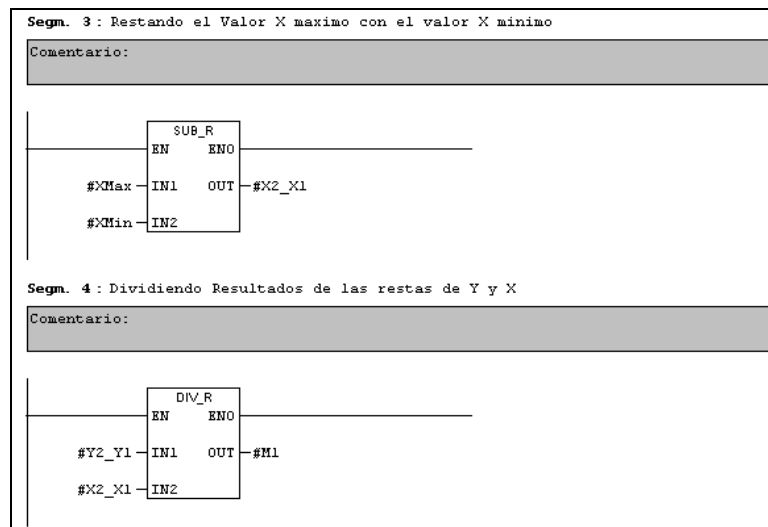 Segm. 3 : Restando el Valor X maximo con el valor X minimo
Comentario:
SUB_R
EN ENO
#XMax IN1 OUT #X2_X1
#XMin IN2
Segm. 4 : Dividiendo Resultados de las restas de Y y X
Comentario:
DIV_R
EN ENO
#Y2_Y1 IN1 OUT #M1
#X2_X1 IN2